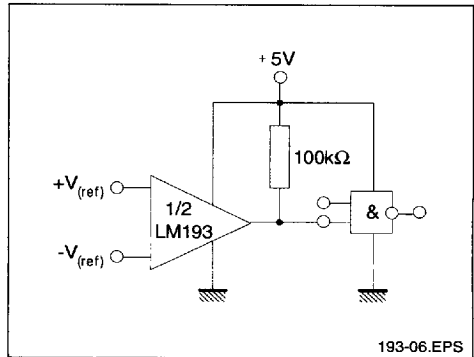 +5V
100kΩ
+V(ref)
1/2
LM193
&
-V(ref)
193-06.EPS